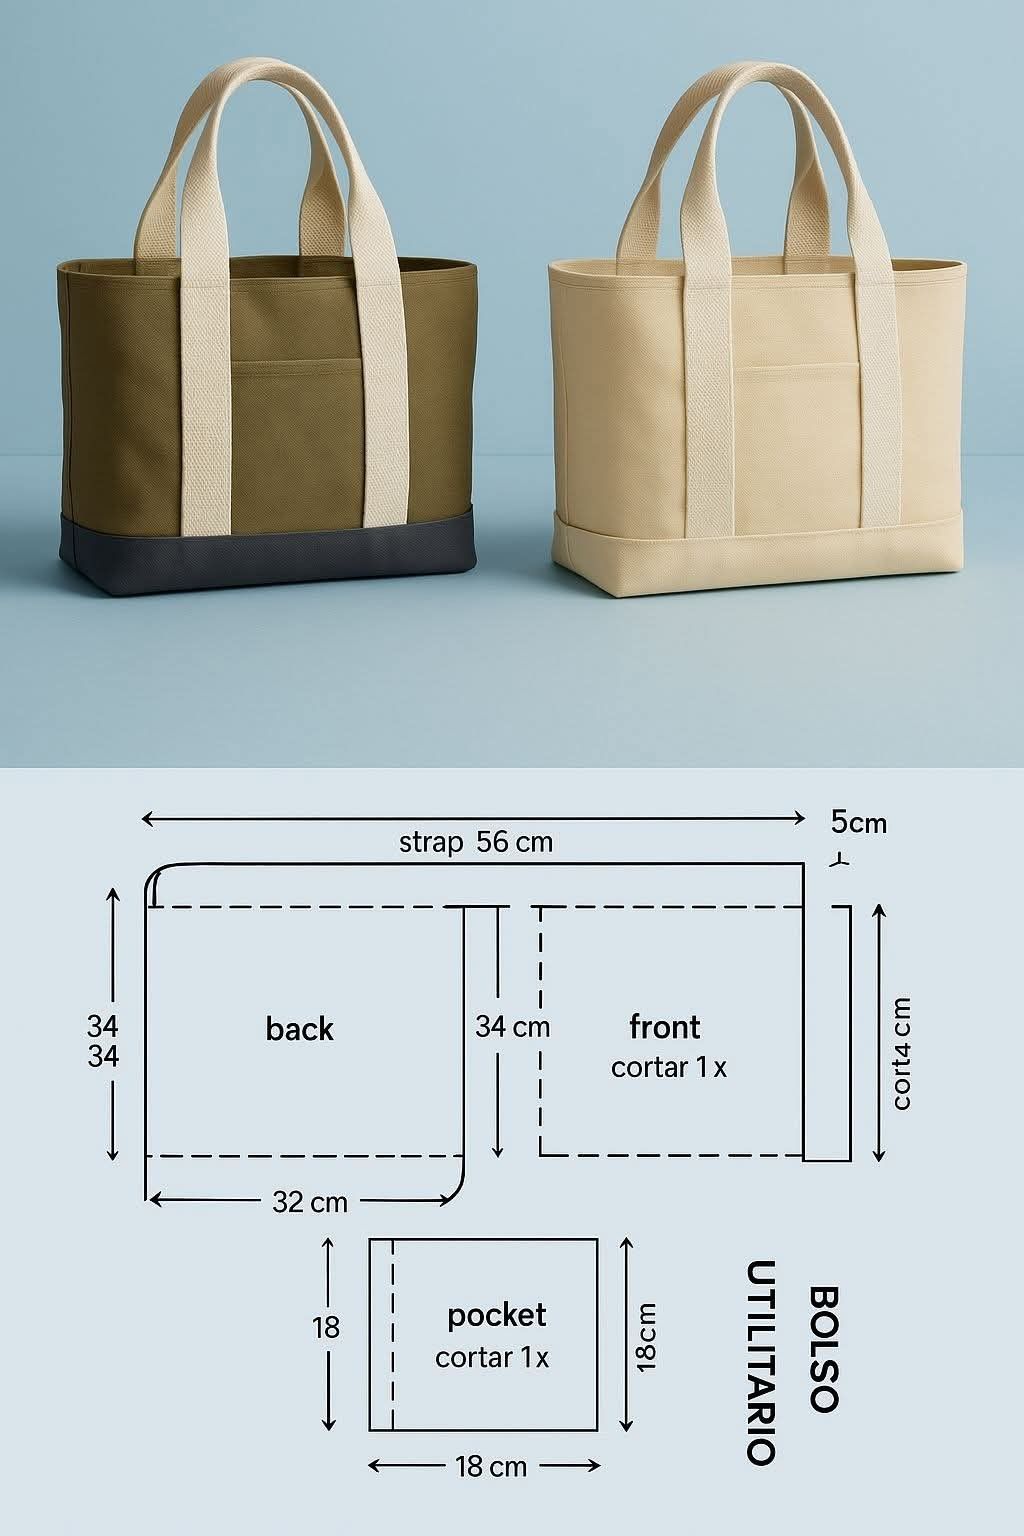 strap 56 cm
5cm
34
34
back
34 cm
front
cortar 1x
cort4 cm
32 cm
18
pocket
cortar 1x
18cm
18 cm
BOLSO
UTILITARIO